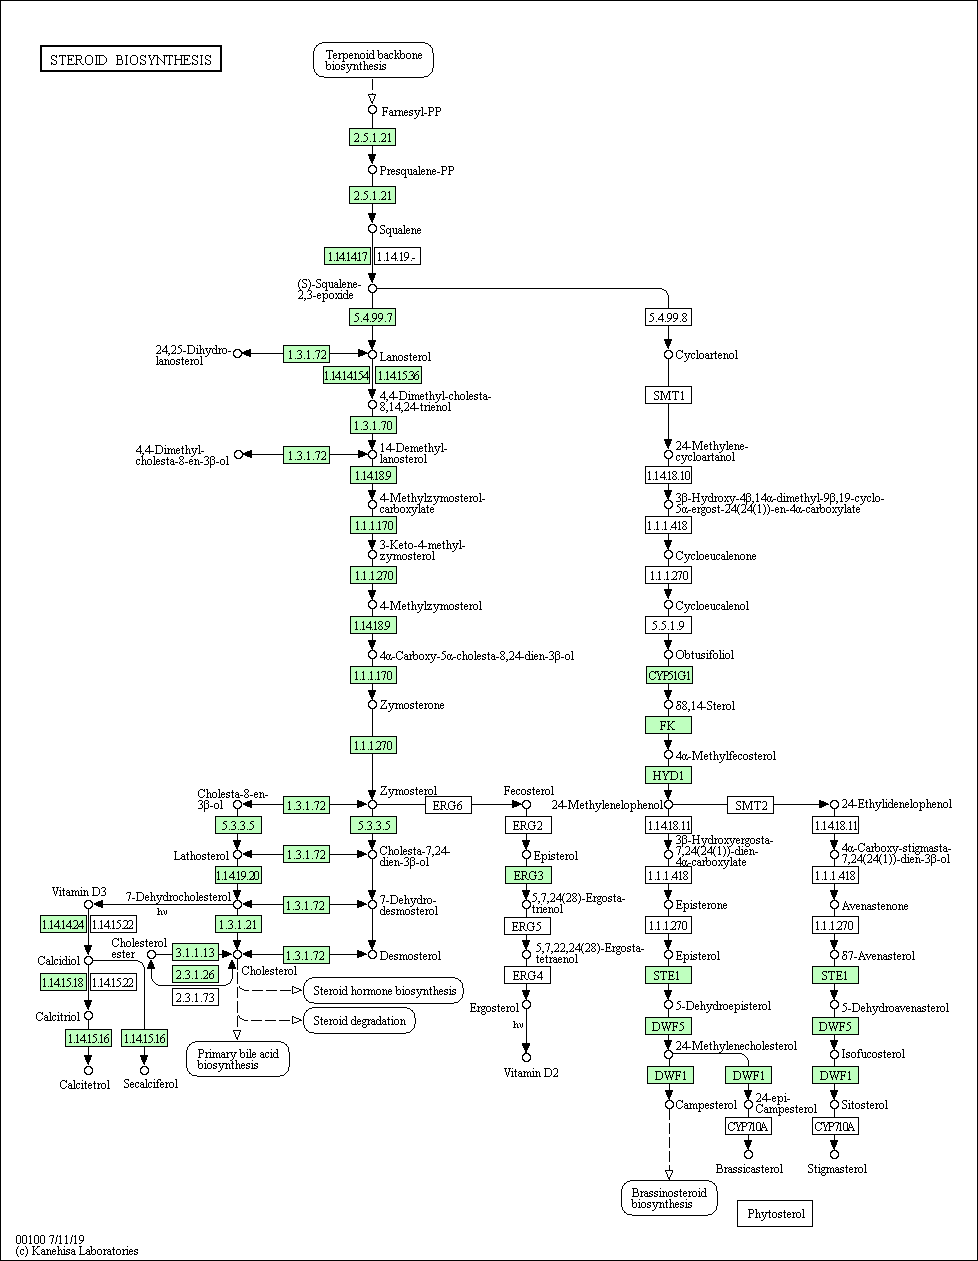 STEROID BIOSYNTHESIS
Terpenoid backbone
biosynthesis
Farnesyl-PP
2.5.1.21
Presqualene-PP
2.5.1.21
Squalene
1.14.14.17
1.14.19.-
(S)-Squalene-
2,3-epoxide
5.4.99.7
5.4.99.8
24,25-Dihydro-
lanosterol
1.3.1.72
Lanosterol
Cycloartenol
1.14.14.154
1.14.15.36
SMT1
4,4-Dimethyl-cholesta-
8,14,24-trienol
1.3.1.70
4,4-Dimethyl-
cholesta-8-en-3β-ol
1.3.1.72
14-Demethyl-
lanosterol
24-Methylene-
cycloartanol
1.14.18.9
1.14.18.10
4-Methylzymosterol-
carboxylate
3β-Hydroxy-4β,14α-dimethyl-9β,19-cyclo-
5α-ergost-24(24(1))-en-4α-carboxylate
1.1.1.170
1.1.1.418
3-Keto-4-methyl-
zymosterol
Cycloeucalenone
1.1.1.270
1.1.1.270
4-Methylzymosterol
Cycloeucalenol
1.14.18.9
5.5.1.9
4α-Carboxy-5α-cholesta-8,24-dien-3β-ol
Obtusifoliol
1.1.1.170
CYP51G1
Zymosterone
δ8,14-Sterol
FK
1.1.1.270
4α-Methylfecosterol
HYD1
Cholesta-8-en-
3β-ol
1.3.1.72
Zymosterol
ERG6
Fecosterol
24-Methylenelophenol
SMT2
24-Ethylidenelophenol
5.3.3.5
5.3.3.5
ERG2
1.14.18.11
1.14.18.11
Lathosterol
1.3.1.72
Cholesta-7,24-
dien-3β-ol
Episterol
3β-Hydroxyergosta-
7,24(24(1))-dien-
4α-carboxylate
4α-Carboxy-stigmasta-
7,24(24(1))-dien-3β-ol
1.14.19.20
ERG3
1.1.1.418
1.1.1.418
Vitamin D3
7-Dehydrocholesterol
hν
1.3.1.72
7-Dehydro-
desmosterol
5,7,24(28)-Ergosta-
trienol
Episterone
Avenastenone
1.14.14.24
1.14.15.22
1.3.1.21
ERG5
1.1.1.270
1.1.1.270
Calcidiol
Cholesterol
ester
3.1.1.13
1.3.1.72
Desmosterol
5,7,22,24(28)-Ergosta-
tetraenol
Episterol
δ7-Avenasterol
1.14.15.18
1.14.15.22
2.3.1.26
Cholesterol
ERG4
STE1
STE1
2.3.1.73
Steroid hormone biosynthesis
Ergosterol
5-Dehydroepisterol
5-Dehydroavenasterol
Calcitriol
Steroid degradation
hν
DWF5
DWF5
1.14.15.16
1.14.15.16
Primary bile acid
biosynthesis
24-Methylenecholesterol
Isofucosterol
Calcitetrol
Secalciferol
Vitamin D2
DWF1
DWF1
DWF1
Campesterol
24-epi-
Campesterol
Sitosterol
CYP710A
CYP710A
Brassicasterol
Stigmasterol
Brassinosteroid
biosynthesis
Phytosterol
00100 7/11/19
(c) Kanehisa Laboratories